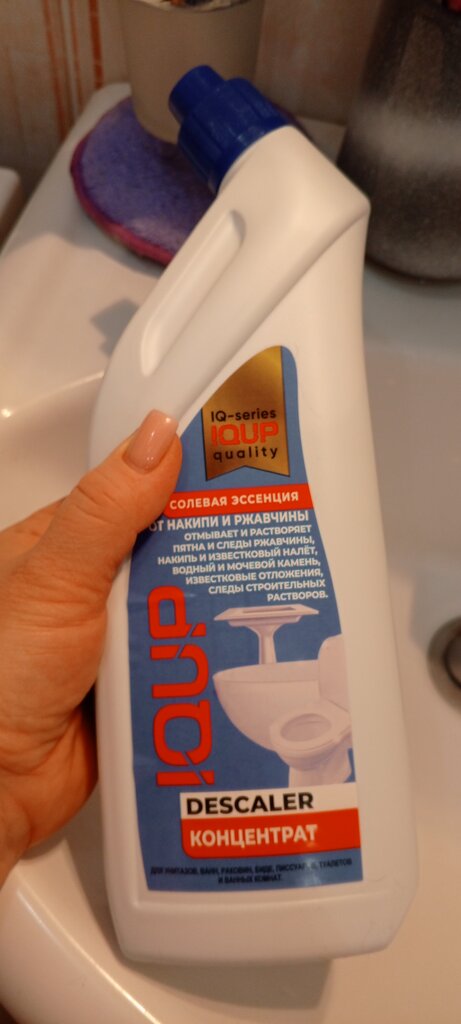 IQ-series
IQUP
quality
СОЛЕВАЯ ЭССЕНЦИЯ
ОТ НАКИПИ И РЖАВЧИНЫ
ОТМЫВАЕТ И РАСТВОРЯЕТ
ПЯТНА И СЛЕДЫ РЖАВЧИНЫ,
НАКИПЬ И ИЗВЕСТКОВЫЙ НАЛЁТ,
ВОДНЫЙ И МОЧЕВОЙ КАМЕНЬ,
ИЗВЕСТКОВЫЕ ОТЛОЖЕНИЯ,
СЛЕДЫ СТРОИТЕЛЬНЫХ
РАСТВОРОВ.
IQUP
DESCALER
КОНЦЕНТРАТ
ДЛЯ УНИТАЗОВ, ВАНН, РАКОВИН, БИДЕ, ПИССУАРОВ, ТУАЛЕТОВ
И ВАННЫХ КОМНАТ.